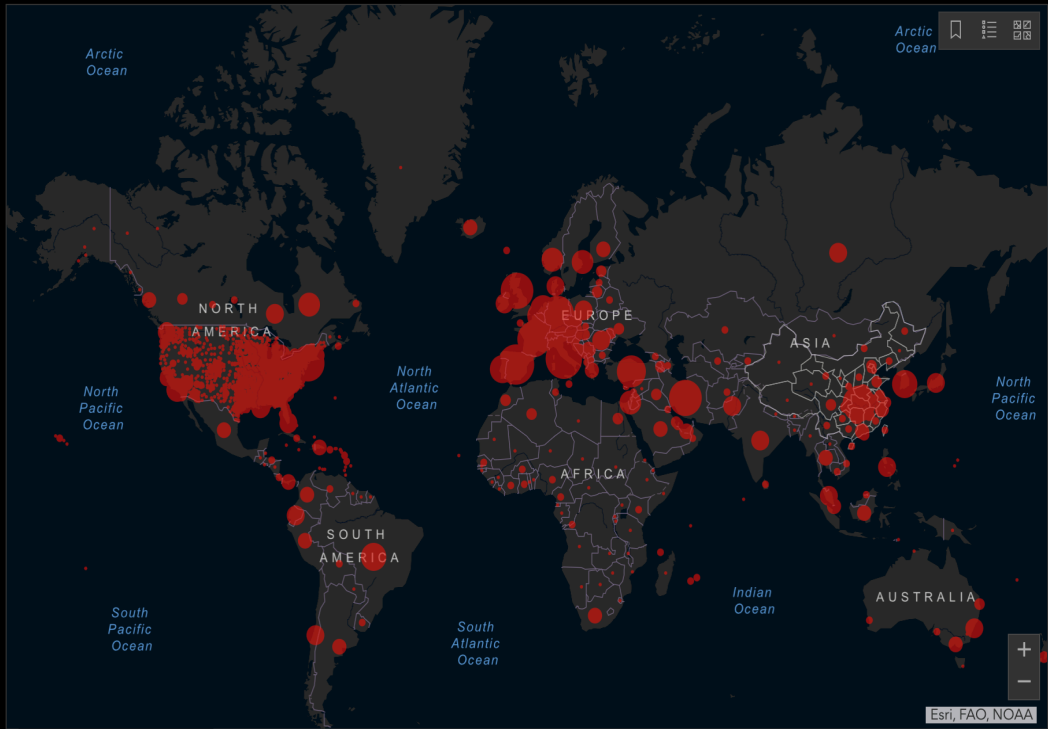 Arctic
Ocean
Arctic
Ocean
NORTH
AMERICA
EUROPE
ASIA
North
Pacific
Ocean
North
Atlantic
Ocean
North
Pacific
Ocean
AFRICA
SOUTH
AMERICA
South
Pacific
Ocean
South
Atlantic
Ocean
Indian
Ocean
AUSTRALIA
+
−
Esri, FAO, NOAA